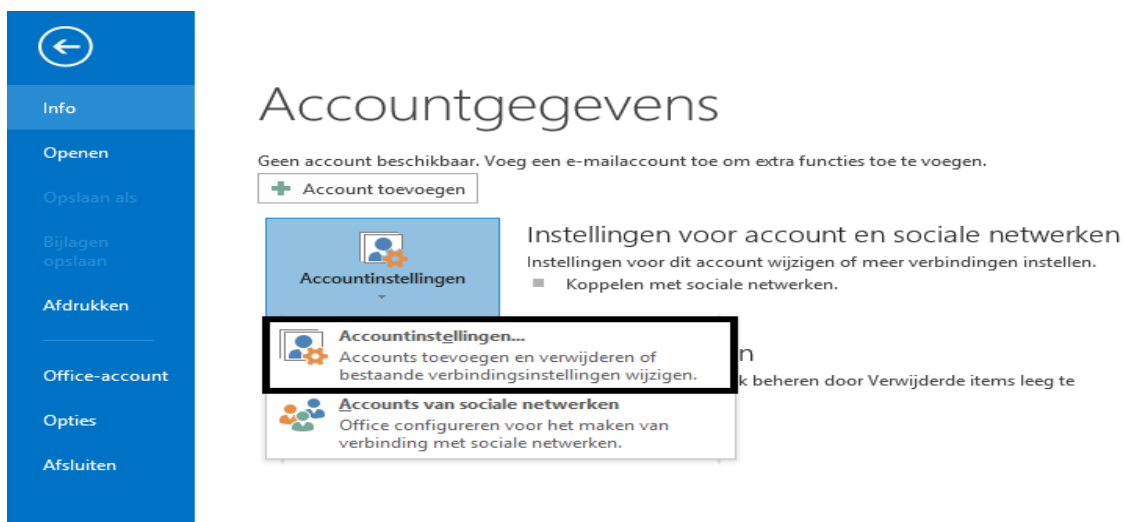 Info
Openen
Opslaan als
Bijlagen
opslaan
Afdrukken
Office-account
Opties
Afsluiten
Accountgegevens
Geen account beschikbaar. Voeg een e-mailaccount toe om extra functies toe te voegen.
Account toevoegen
Accountinstellingen
Instellingen voor account en sociale netwerken
Instellingen voor dit account wijzigen of meer verbindingen instellen.
Koppelen met sociale netwerken.
Accountinstellingen...
Accounts toevoegen en verwijderen of
bestaande verbindingsinstellingen wijzigen.
Accounts van sociale netwerken
Office configureren voor het maken van
verbinding met sociale netwerken.
n
k beheren door Verwijderde items leeg te